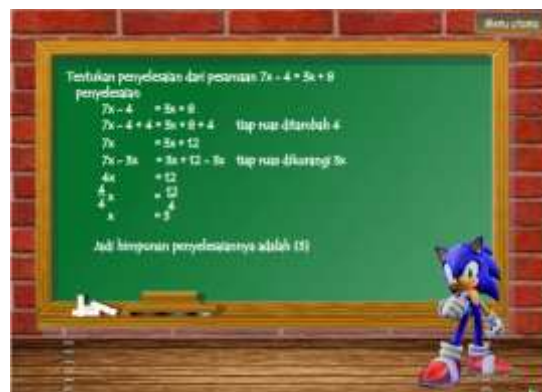 Menu utama
Tentukan penyelesaian dari pesamaan 7x - 4 = 3x + 8
penyelesaian
7x - 4 = 3x + 8
7x - 4 + 4 = 3x + 8 + 4 tiap ruas ditambah 4
7x = 3x + 12
7x - 3x = 3x + 12 - 3x tiap ruas dikurangi 3x
4x = 12
4/4 x = 12/4
x = 3
Jadi himpunan penyelesaiannya adalah {3}